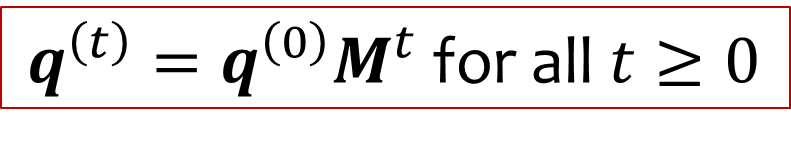 q^{(t)} = q^{(0)} M^t for all t ≥ 0